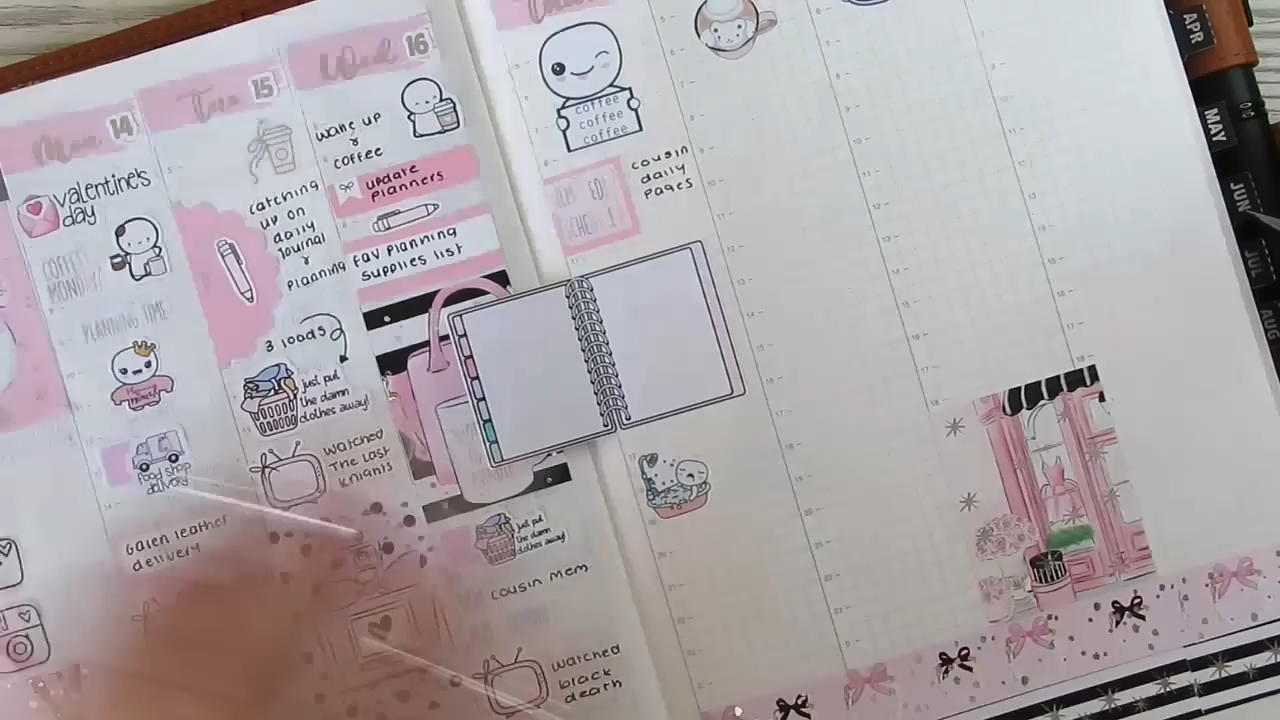 Mon 14
valentine's
day
COFFEE
MONDAY
PLANNING TIME
food shop
delivery
Galen leather
delivery
Tues 15
catching
up on
daily
journal
&
planning
3 loads
just put
the damn
clothes away!
Watched
The Last
Knights
Wed 16
wake up
&
coffee
update
planners
Fav planning
supplies list
just put
the damn
clothes away!
cousin mem
watched
black
death
coffee
coffee
coffee
cousin
daily
pages
APR
MAY
JUN
JUL
AUG